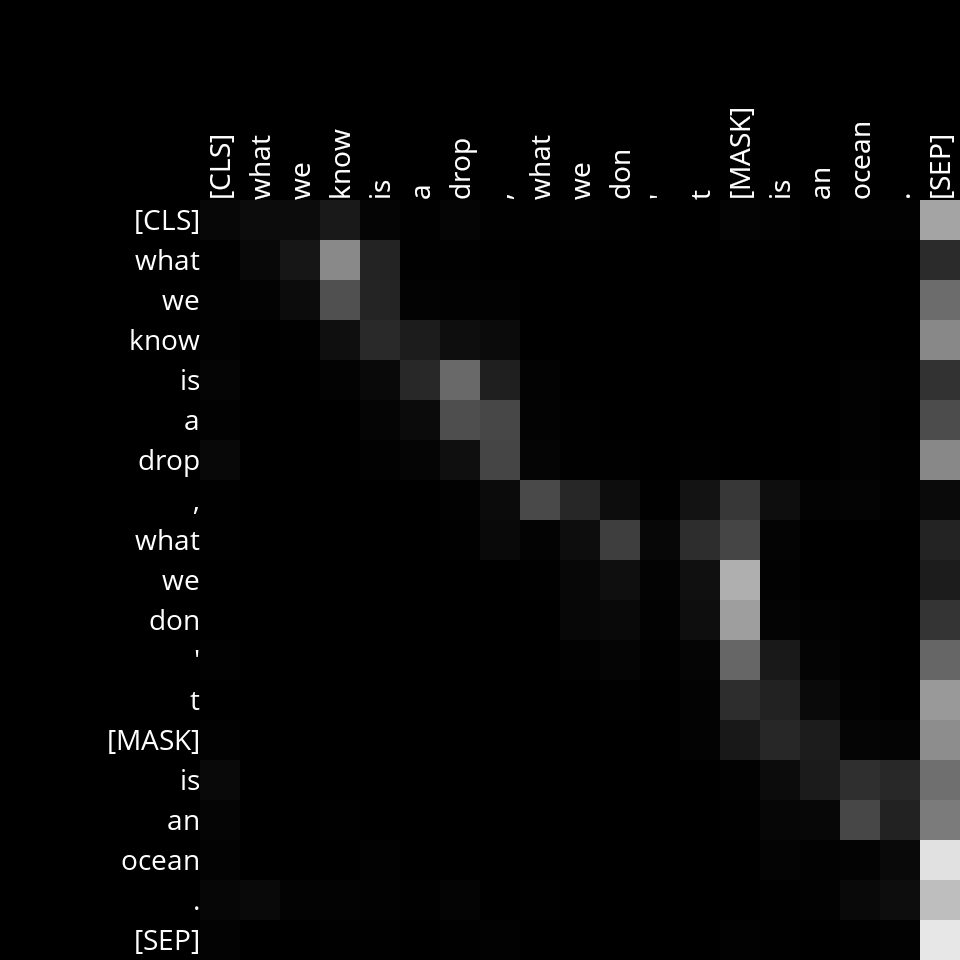 [CLS] what we know is a drop , what we don ' t [MASK] is an ocean . [SEP]
[CLS]
what
we
know
is
a
drop
,
what
we
don
'
t
[MASK]
is
an
ocean
.
[SEP]